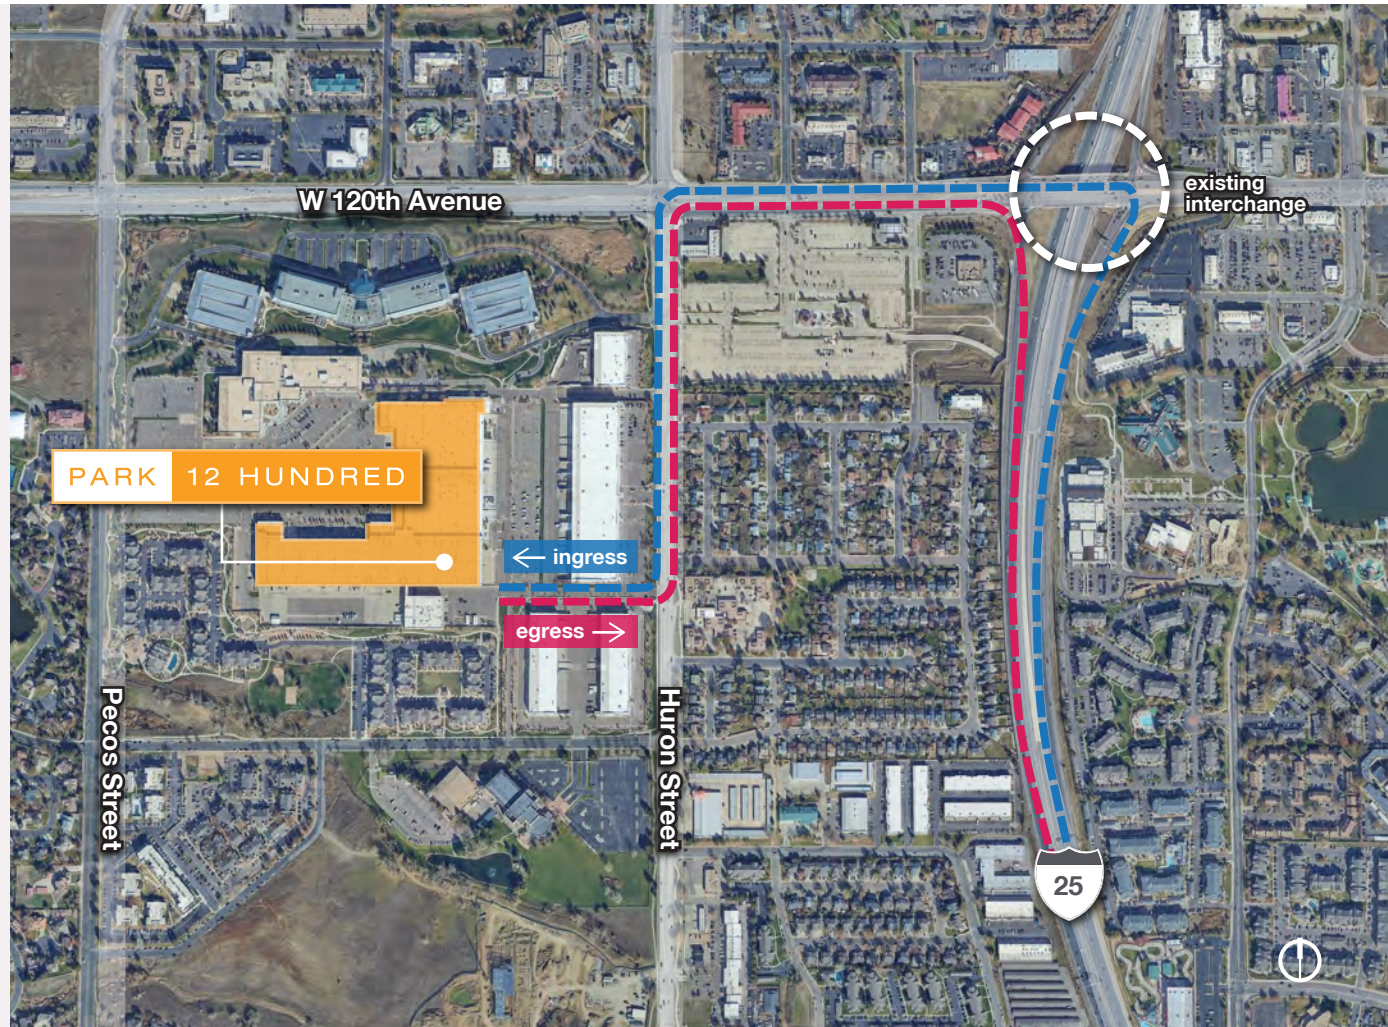 W 120th Avenue
existing
interchange
PARK 12 HUNDRED
← ingress
egress →
Pecos Street
Huron Street
25